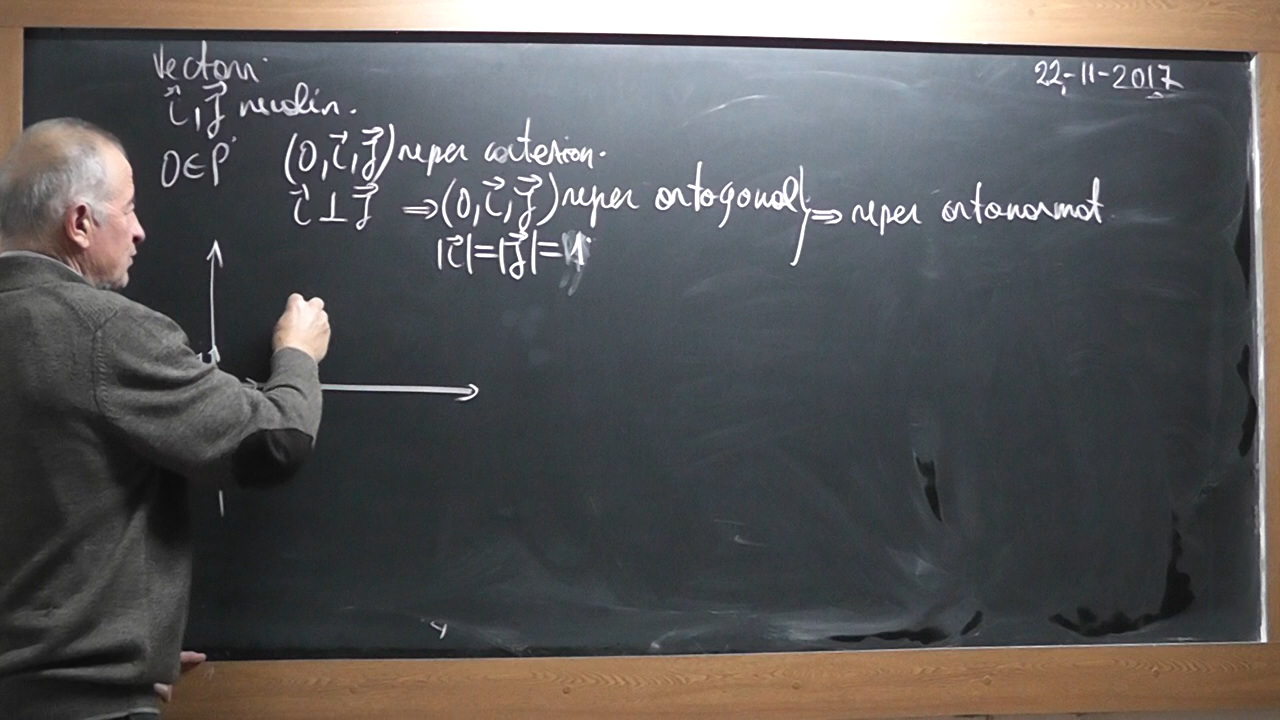 Vectori
22-11-2017
i⃗, j⃗ necolin.
O∈P (O, i⃗, j⃗) reper cartezian.
i⃗ ⊥ j⃗ ⇒ (O, i⃗, j⃗) reper ortogonal } ⇒ reper ortonormat
|i⃗|=|j⃗|=1